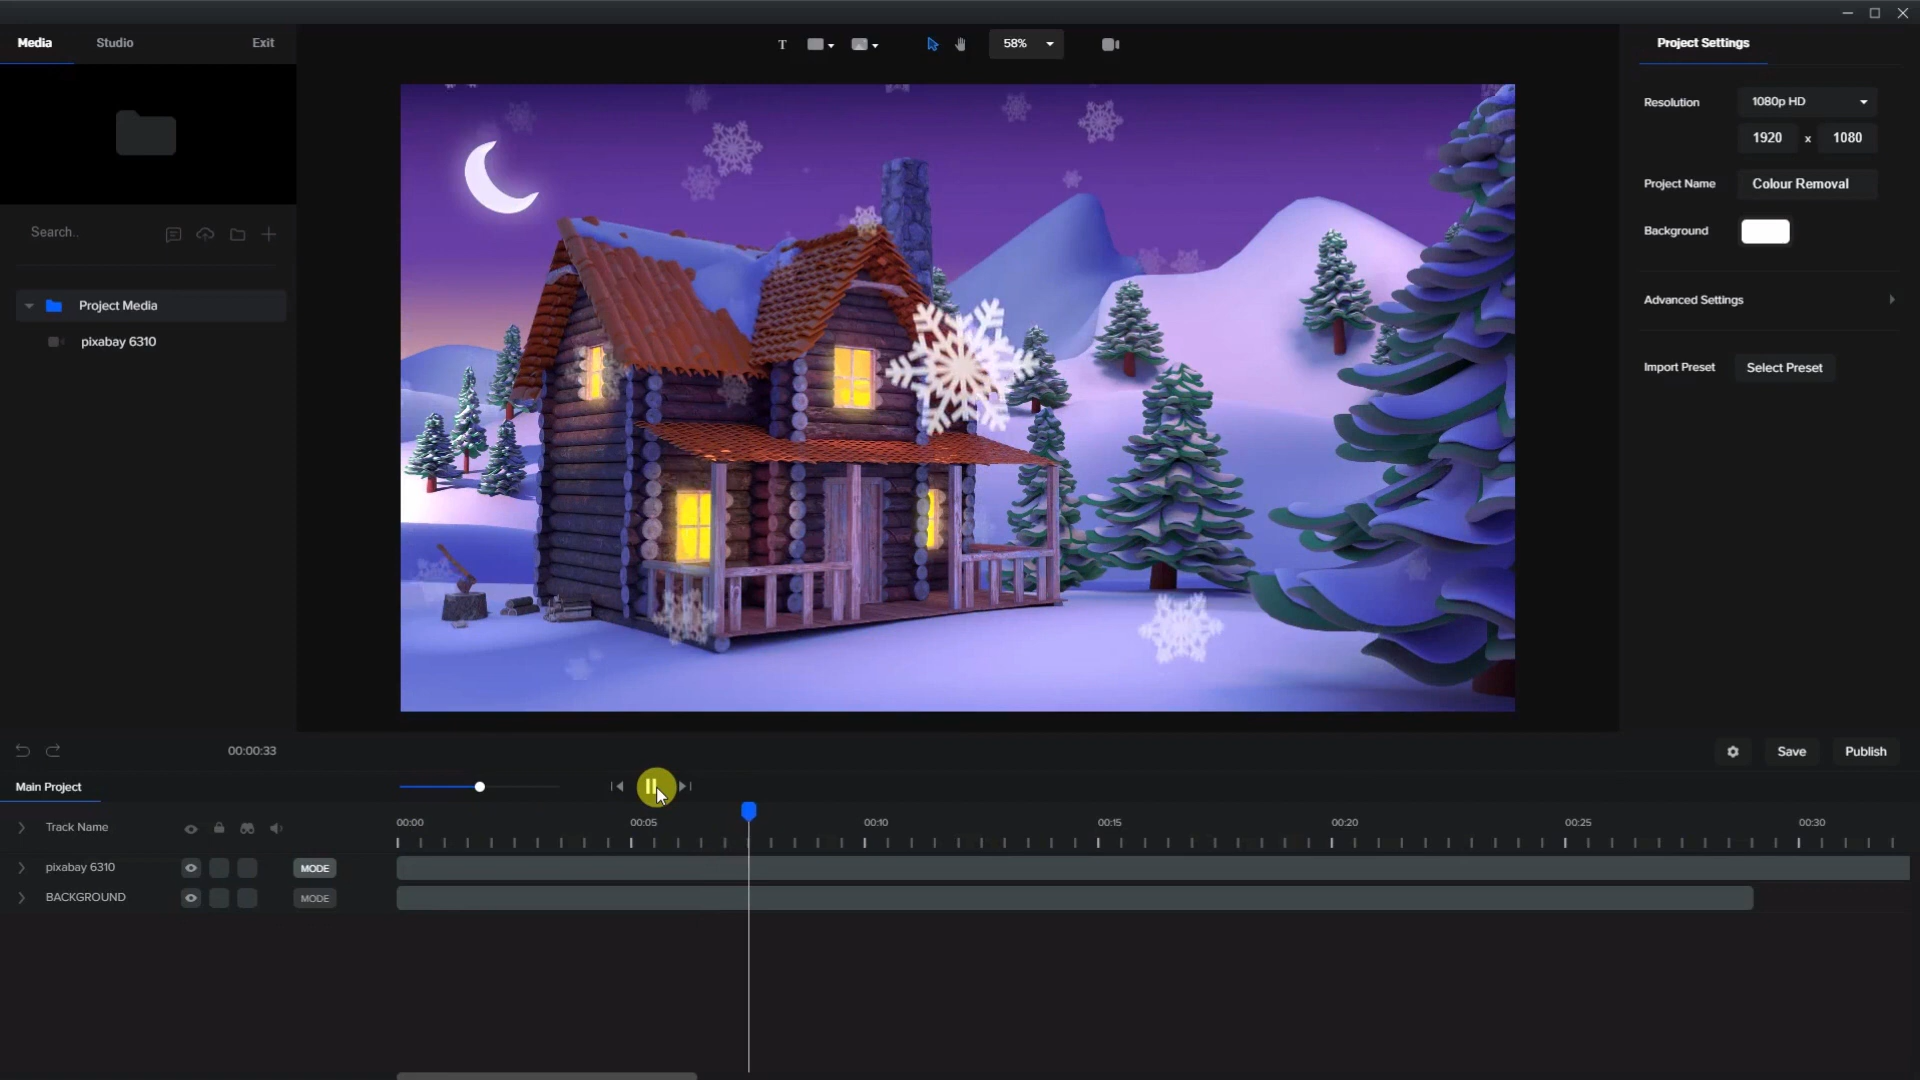 Media Studio Exit T 58% Project Settings
Resolution 1080p HD
1920 x 1080
Project Name Colour Removal
Search..
Background
Advanced Settings
Project Media
pixabay 6310
Import Preset Select Preset
00:00:33 Save Publish
Main Project
Track Name 00:00 00:05 00:10 00:15 00:20 00:25 00:30
pixabay 6310 MODE
BACKGROUND MODE